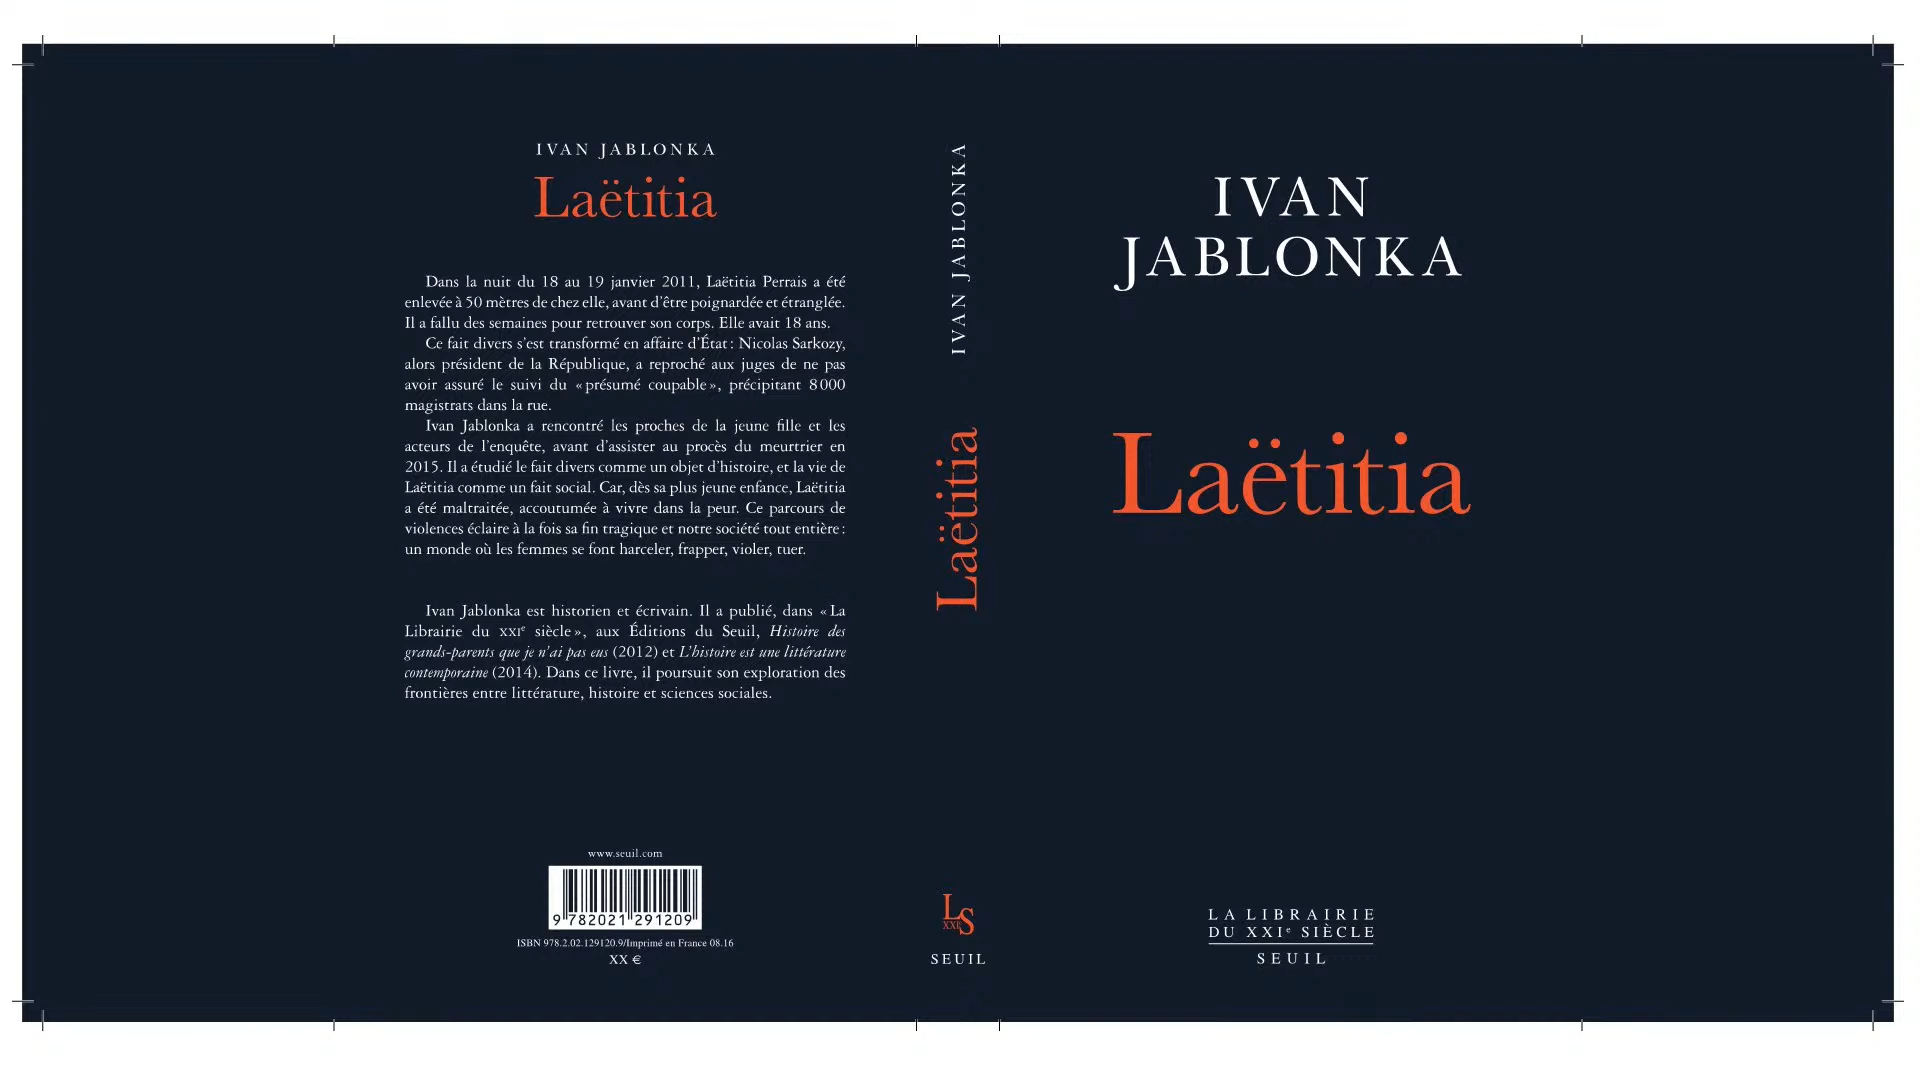 IVAN JABLONKA
Laëtitia
Dans la nuit du 18 au 19 janvier 2011, Laëtitia Perrais a été
enlevée à 50 mètres de chez elle, avant d'être poignardée et étranglée.
Il a fallu des semaines pour retrouver son corps. Elle avait 18 ans.
Ce fait divers s'est transformé en affaire d'État : Nicolas Sarkozy,
alors président de la République, a reproché aux juges de ne pas
avoir assuré le suivi du « présumé coupable », précipitant 8 000
magistrats dans la rue.
Ivan Jablonka a rencontré les proches de la jeune fille et les
acteurs de l'enquête, avant d'assister au procès du meurtrier en
2015. Il a étudié le fait divers comme un objet d'histoire, et la vie de
Laëtitia comme un fait social. Car, dès sa plus jeune enfance, Laëtitia
a été maltraitée, accoutumée à vivre dans la peur. Ce parcours de
violences éclaire à la fois sa fin tragique et notre société tout entière :
un monde où les femmes se font harceler, frapper, violer, tuer.
Ivan Jablonka est historien et écrivain. Il a publié, dans « La
Librairie du XXIe siècle », aux Éditions du Seuil, Histoire des
grands-parents que je n'ai pas eus (2012) et L'histoire est une littérature
contemporaine (2014). Dans ce livre, il poursuit son exploration des
frontières entre littérature, histoire et sciences sociales.
www.seuil.com
9 782021 291209
ISBN 978.2.02.129120.9/Imprimé en France 08.16
XX €
IVAN JABLONKA
Laëtitia
LS
XXIe
SEUIL
IVAN
JABLONKA
Laëtitia
LA LIBRAIRIE
DU XXIe SIÈCLE
SEUIL